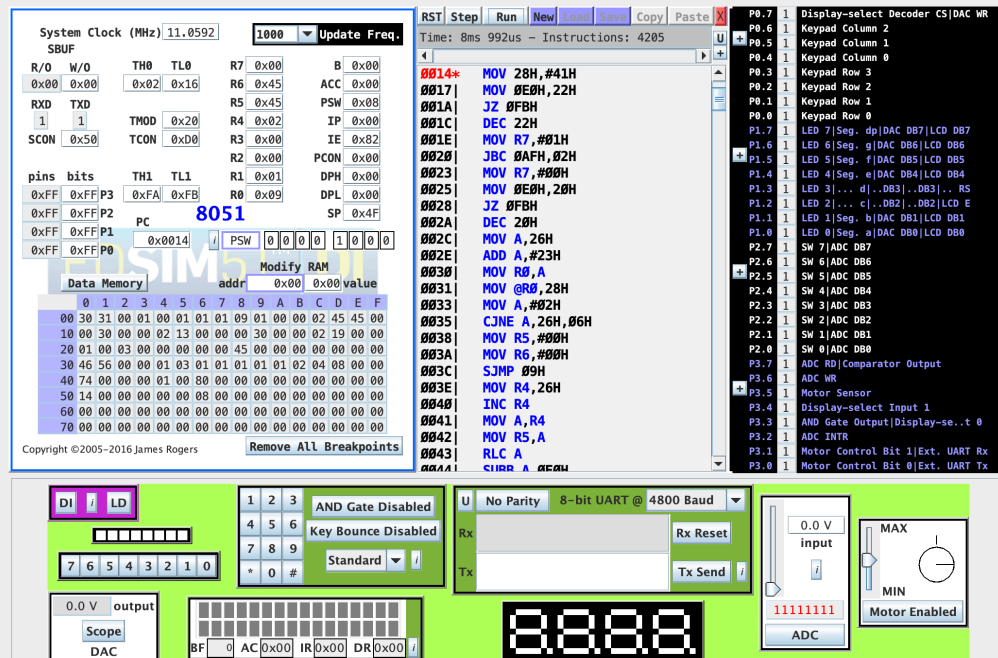 System Clock (MHz) 11.0592 1000 Update Freq.
SBUF
R/O W/O TH0 TL0 R7 0x00 B 0x00
0x00 0x00 0x02 0x16 R6 0x45 ACC 0x00
RXD TXD R5 0x45 PSW 0x08
1 1 TMOD 0x20 R4 0x02 IP 0x00
SCON 0x50 TCON 0xD0 R3 0x00 IE 0x82
R2 0x00 PCON 0x00
pins bits TH1 TL1 R1 0x01 DPH 0x00
0xFF 0xFF P3 0xFA 0xFB R0 0x09 DPL 0x00
0xFF 0xFF P2 8051 SP 0x4F
0xFF 0xFF P1 PC
0xFF 0xFF P0 0x0014 i PSW 0 0 0 0 1 0 0 0
Modify RAM
Data Memory addr 0x00 0x00 value
0 1 2 3 4 5 6 7 8 9 A B C D E F
00 30 31 00 01 00 01 01 01 09 01 00 00 02 45 45 00
10 00 30 00 00 02 13 00 00 00 30 00 00 02 19 00 00
20 01 00 03 00 00 00 00 00 45 00 00 00 00 00 00 00
30 46 56 00 00 01 03 01 01 01 01 01 02 04 08 00 00
40 74 00 00 00 01 00 80 00 00 00 00 00 00 00 00 00
50 14 00 00 00 00 00 08 00 00 00 00 00 00 00 00 00
60 00 00 00 00 00 00 00 00 00 00 00 00 00 00 00 00
70 00 00 00 00 00 00 00 00 00 00 00 00 00 00 00 00
Copyright ©2005-2016 James Rogers Remove All Breakpoints
RST Step Run New Load Save Copy Paste X
Time: 8ms 992us - Instructions: 4205 U
+
0014* MOV 28H,#41H
0017| MOV 0E0H,22H
001A| JZ 0FBH
001C| DEC 22H
001E| MOV R7,#01H
0020| JBC 0AFH,02H
0023| MOV R7,#00H
0025| MOV 0E0H,20H
0028| JZ 0FBH
002A| DEC 20H
002C| MOV A,26H
002E| ADD A,#23H
0030| MOV R0,A
0031| MOV @R0,28H
0033| MOV A,#02H
0035| CJNE A,26H,06H
0038| MOV R5,#00H
003A| MOV R6,#00H
003C| SJMP 09H
003E| MOV R4,26H
0040| INC R4
0041| MOV A,R4
0042| MOV R5,A
0043| RLC A
0044| SUBB A,0E0H
P0.7 1 Display-select Decoder CS|DAC WR
P0.6 1 Keypad Column 2
P0.5 1 Keypad Column 1
P0.4 1 Keypad Column 0
P0.3 1 Keypad Row 3
P0.2 1 Keypad Row 2
P0.1 1 Keypad Row 1
P0.0 1 Keypad Row 0
P1.7 1 LED 7|Seg. dp|DAC DB7|LCD DB7
P1.6 1 LED 6|Seg. g|DAC DB6|LCD DB6
P1.5 1 LED 5|Seg. f|DAC DB5|LCD DB5
P1.4 1 LED 4|Seg. e|DAC DB4|LCD DB4
P1.3 1 LED 3|... d|..DB3|..DB3|.. RS
P1.2 1 LED 2|... c|..DB2|..DB2|LCD E
P1.1 1 LED 1|Seg. b|DAC DB1|LCD DB1
P1.0 1 LED 0|Seg. a|DAC DB0|LCD DB0
P2.7 1 SW 7|ADC DB7
P2.6 1 SW 6|ADC DB6
P2.5 1 SW 5|ADC DB5
P2.4 1 SW 4|ADC DB4
P2.3 1 SW 3|ADC DB3
P2.2 1 SW 2|ADC DB2
P2.1 1 SW 1|ADC DB1
P2.0 1 SW 0|ADC DB0
P3.7 1 ADC RD|Comparator Output
P3.6 1 ADC WR
P3.5 1 Motor Sensor
P3.4 1 Display-select Input 1
P3.3 1 AND Gate Output|Display-se..t 0
P3.2 1 ADC INTR
P3.1 1 Motor Control Bit 1|Ext. UART Rx
P3.0 1 Motor Control Bit 0|Ext. UART Tx
DI i LD
7 6 5 4 3 2 1 0
0.0 V output
Scope
DAC
1 2 3
4 5 6
7 8 9
* 0 #
AND Gate Disabled
Key Bounce Disabled
Standard i
BF 0 AC 0x00 IR 0x00 DR 0x00 i
U No Parity 8-bit UART @ 4800 Baud
Rx Rx Reset
Tx Tx Send i
8.8.8.8.
0.0 V
input
i
11111111
ADC
MAX
MIN
Motor Enabled